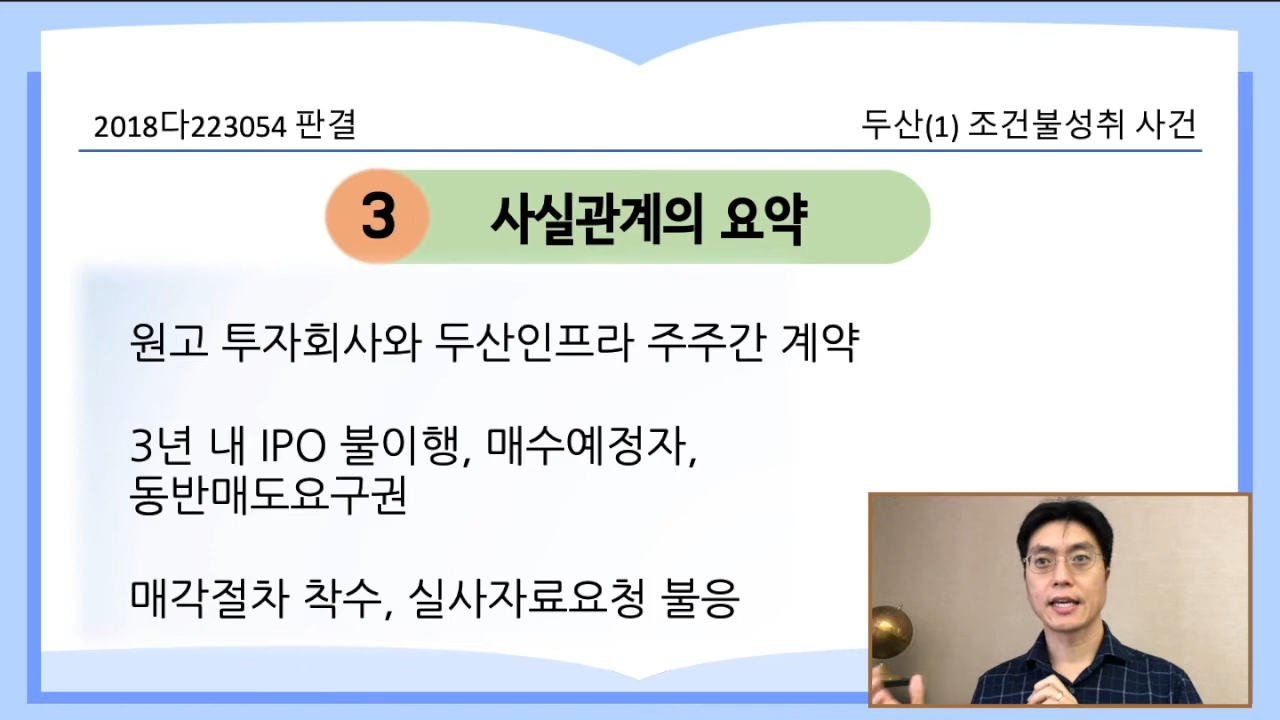 2018다223054 판결
두산(1) 조건불성취 사건
3
사실관계의 요약
원고 투자회사와 두산인프라 주주간 계약
3년 내 IPO 불이행, 매수예정자,
동반매도요구권
매각절차 착수, 실사자료요청 불응